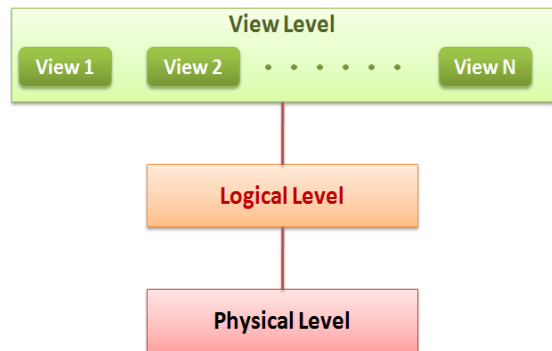 View Level
View 1 View 2 . . . . . . View N
Logical Level
Physical Level